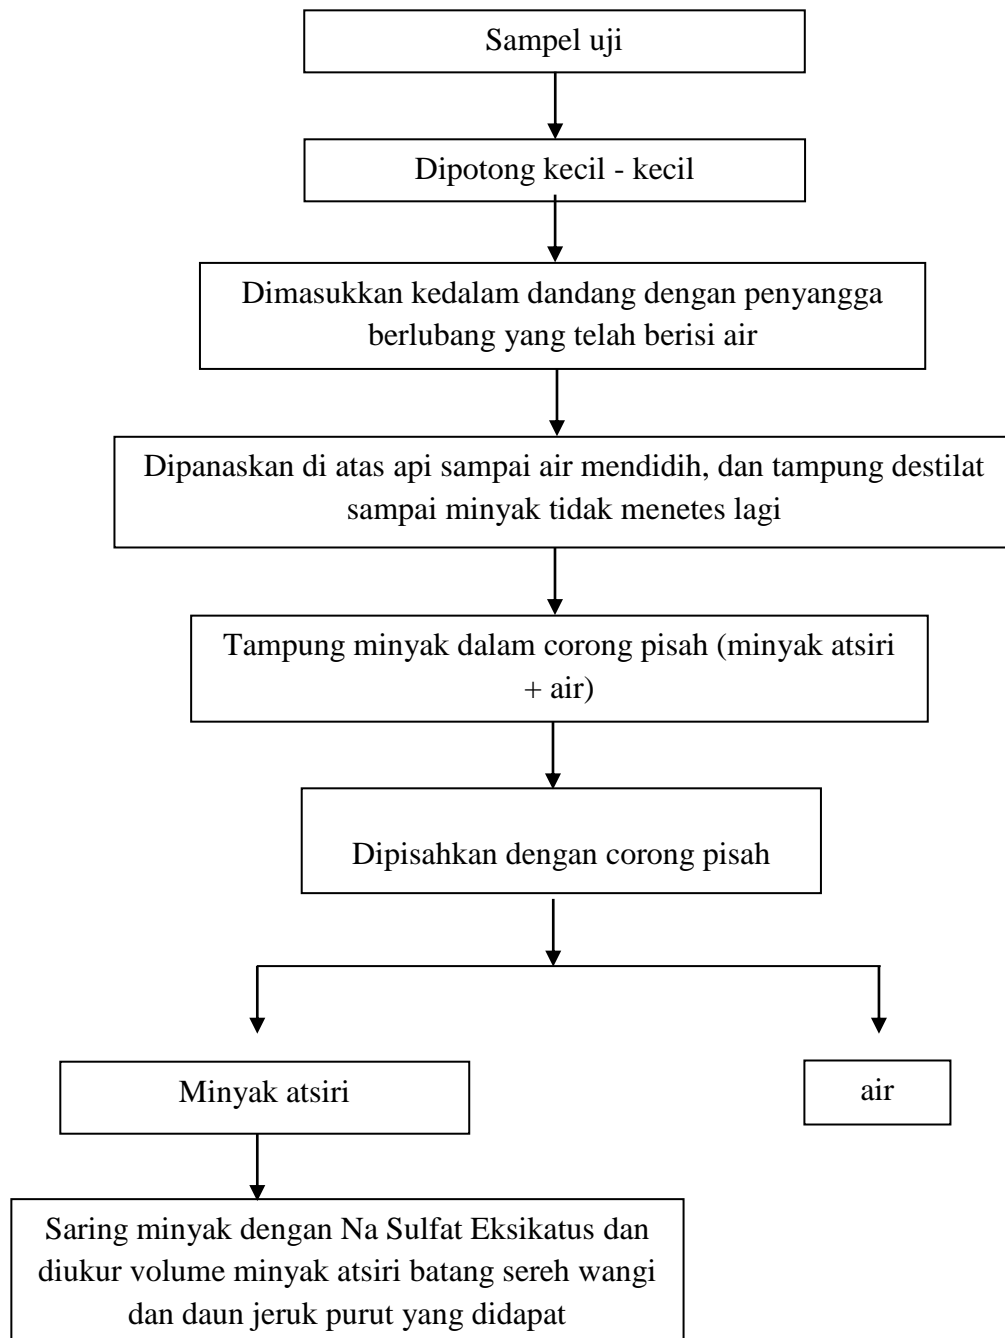 Sampel uji
Dipotong kecil - kecil
Dimasukkan kedalam dandang dengan penyangga
berlubang yang telah berisi air
Dipanaskan di atas api sampai air mendidih, dan tampung destilat
sampai minyak tidak menetes lagi
Tampung minyak dalam corong pisah (minyak atsiri
+ air)
Dipisahkan dengan corong pisah
Minyak atsiri
air
Saring minyak dengan Na Sulfat Eksikatus dan
diukur volume minyak atsiri batang sereh wangi
dan daun jeruk purut yang didapat